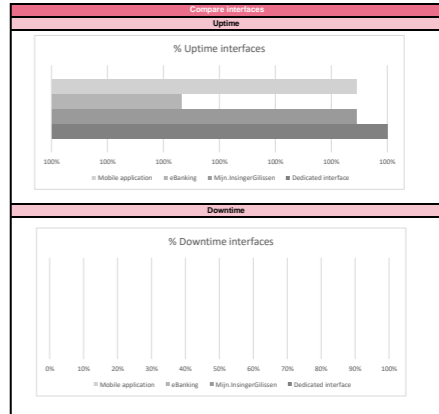 Compare interfaces
Uptime
% Uptime interfaces
100% 100% 100% 100% 100% 100% 100%
Mobile application eBanking Mijn.InsingerGilissen Dedicated interface
Downtime
% Downtime interfaces
0% 10% 20% 30% 40% 50% 60% 70% 80% 90% 100%
Mobile application eBanking Mijn.InsingerGilissen Dedicated interface